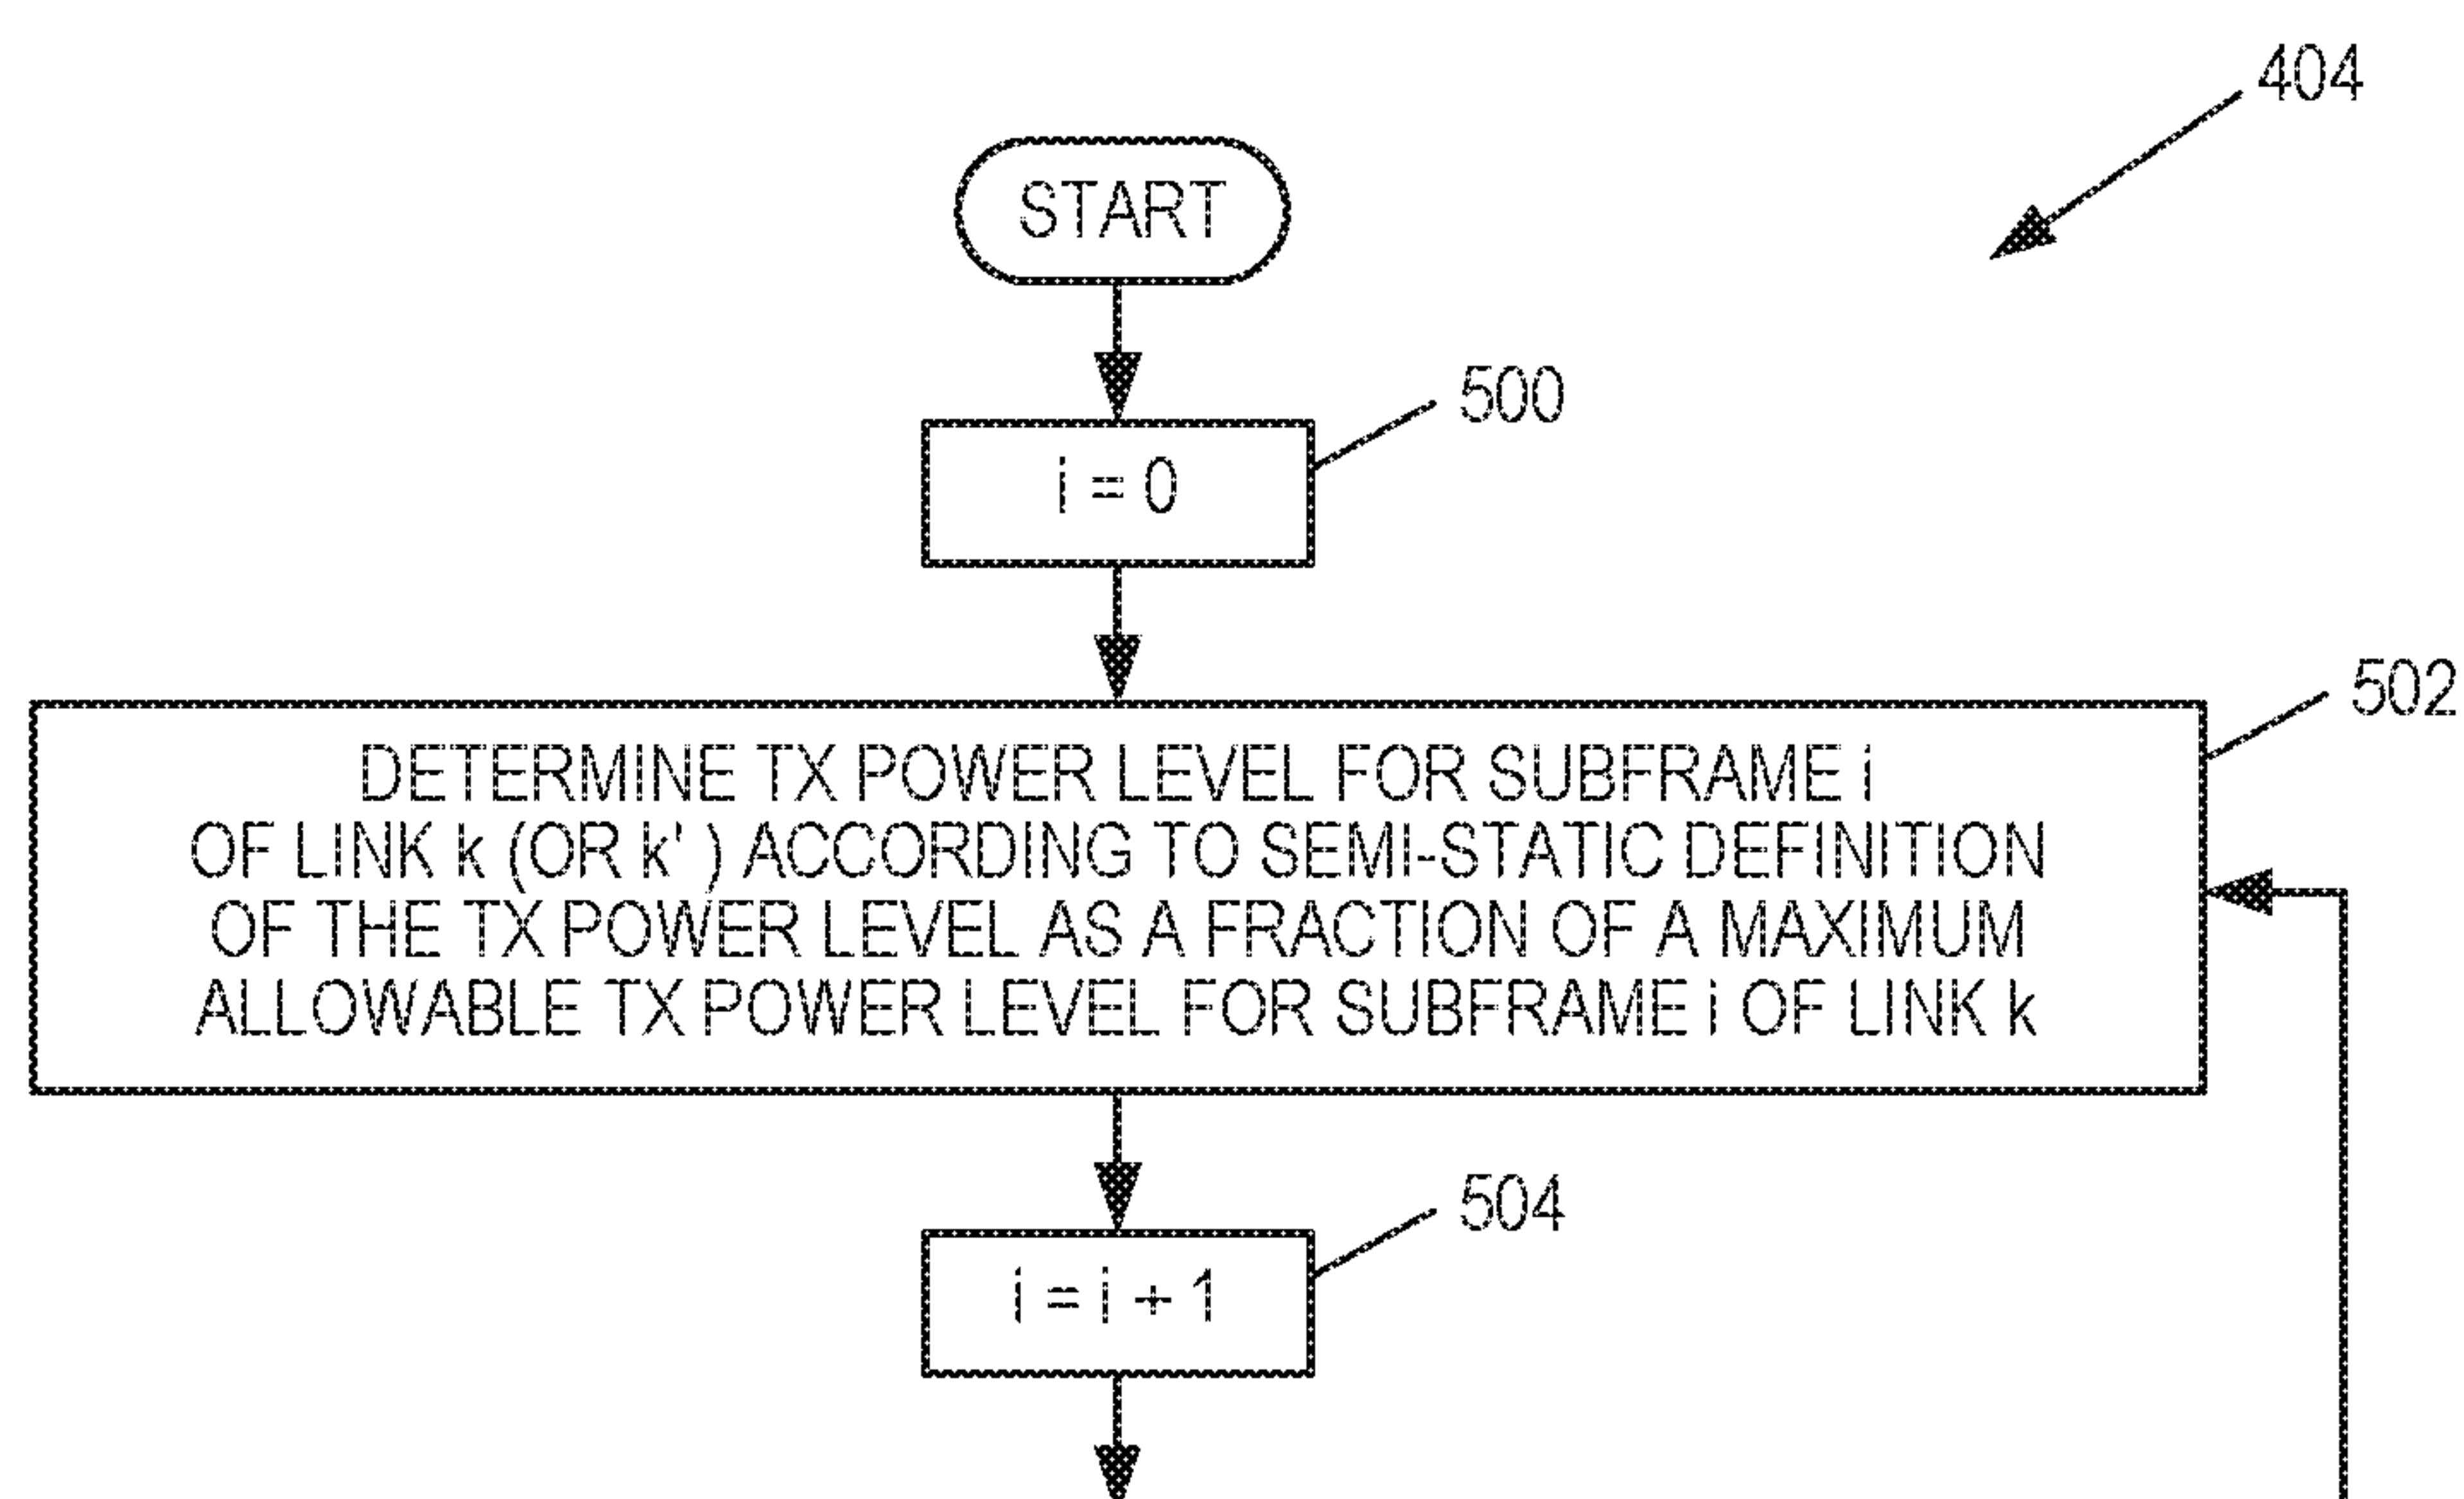 404
START
500
i = 0
502
DETERMINE TX POWER LEVEL FOR SUBFRAME i
OF LINK k (OR k' ) ACCORDING TO SEMI-STATIC DEFINITION
OF THE TX POWER LEVEL AS A FRACTION OF A MAXIMUM
ALLOWABLE TX POWER LEVEL FOR SUBFRAME i OF LINK k
504
i = i + 1